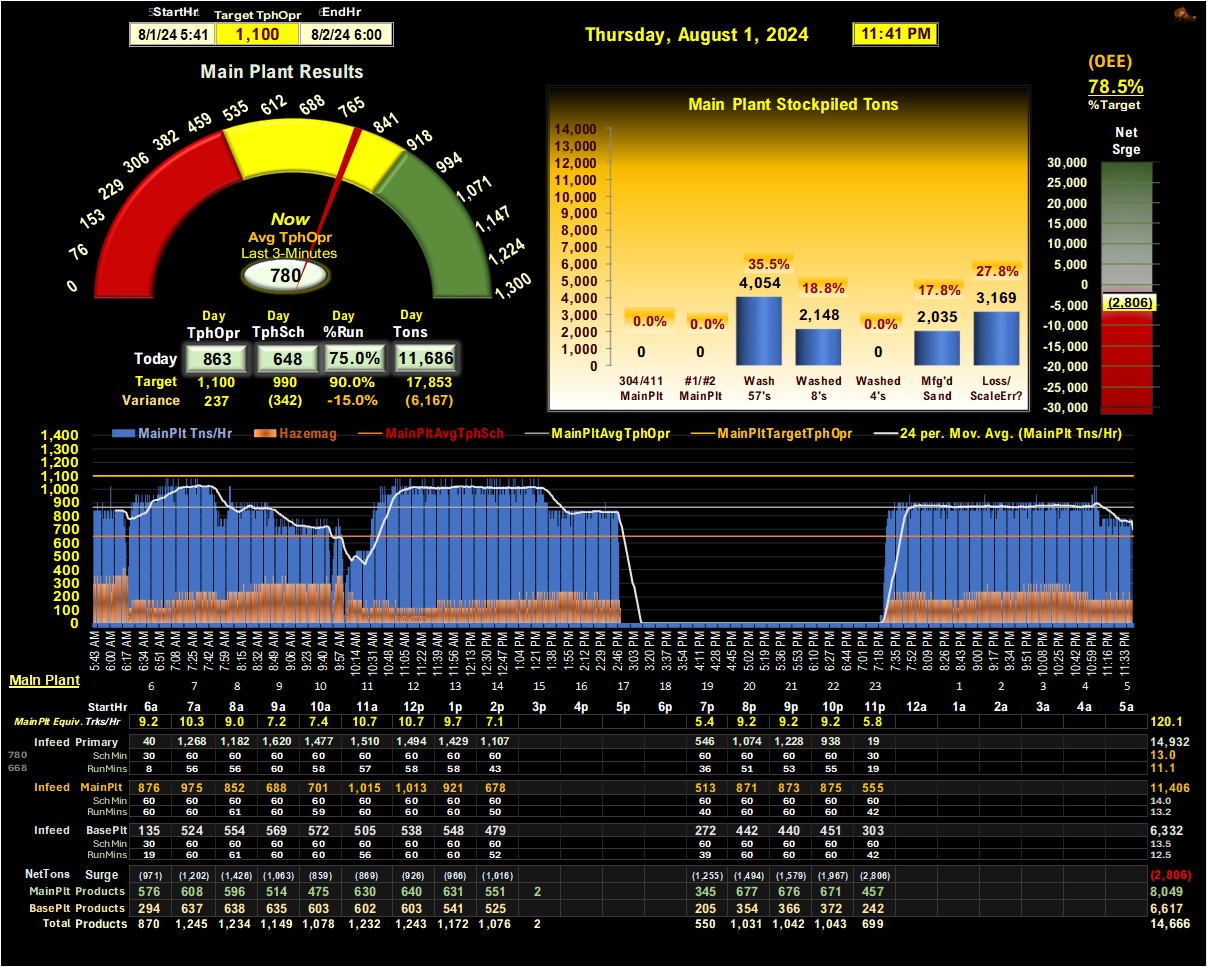 StartHr Target TphOpr EndHr
8/1/24 5:41 1,100 8/2/24 6:00
Thursday, August 1, 2024 11:41 PM
(OEE)
78.5%
%Target
Main Plant Results
0 76 153 229 306 382 459 535 612 688 765 841 918 994 1,071 1,147 1,224 1,300
Now
Avg TphOpr
Last 3-Minutes
780
Day Day Day Day
TphOpr TphSch %Run Tons
Today 863 648 75.0% 11,686
Target 1,100 990 90.0% 17,853
Variance 237 (342) -15.0% (6,167)
Main Plant Stockpiled Tons
14,000
13,000
12,000
11,000
10,000
9,000
8,000
7,000
6,000
5,000
4,000
3,000
2,000
1,000
0
0.0% 0.0% 35.5% 18.8% 0.0% 17.8% 27.8%
0 0 4,054 2,148 0 2,035 3,169
304/411 #1/#2 Wash Washed Washed Mfg'd Loss/
MainPlt MainPlt 57's 8's 4's Sand ScaleErr?
Net
Srge
30,000
25,000
20,000
15,000
10,000
5,000
0
-5,000
-10,000
-15,000
-20,000
-25,000
-30,000
(2,806)
MainPlt Tns/Hr Hazemag MainPltAvgTphSch MainPltAvgTphOpr MainPltTargetTphOpr 24 per. Mov. Avg. (MainPlt Tns/Hr)
1,400
1,300
1,200
1,100
1,000
900
800
700
600
500
400
300
200
100
0
5:43 AM 6:00 AM 6:17 AM 6:34 AM 6:51 AM 7:08 AM 7:25 AM 7:42 AM 7:59 AM 8:15 AM 8:32 AM 8:49 AM 9:06 AM 9:23 AM 9:40 AM 9:57 AM 10:14 AM 10:31 AM 10:48 AM 11:05 AM 11:22 AM 11:39 AM 11:56 AM 12:13 PM 12:30 PM 12:47 PM 1:04 PM 1:21 PM 1:38 PM 1:55 PM 2:12 PM 2:29 PM 2:46 PM 3:03 PM 3:20 PM 3:37 PM 3:54 PM 4:11 PM 4:28 PM 4:45 PM 5:02 PM 5:19 PM 5:36 PM 5:53 PM 6:10 PM 6:27 PM 6:44 PM 7:01 PM 7:18 PM 7:35 PM 7:52 PM 8:09 PM 8:26 PM 8:43 PM 9:00 PM 9:17 PM 9:34 PM 9:51 PM 10:08 PM 10:25 PM 10:42 PM 10:59 PM 11:16 PM 11:33 PM
Main Plant
6 7 8 9 10 11 12 13 14 15 16 17 18 19 20 21 22 23 1 2 3 4 5
StartHr 6a 7a 8a 9a 10a 11a 12p 1p 2p 3p 4p 5p 6p 7p 8p 9p 10p 11p 12a 1a 2a 3a 4a 5a
MainPlt Equiv. Trks/Hr 9.2 10.3 9.0 7.2 7.4 10.7 10.7 9.7 7.1 5.4 9.2 9.2 9.2 5.8 120.1
Infeed Primary 40 1,268 1,182 1,620 1,477 1,510 1,494 1,429 1,107 546 1,074 1,228 938 19 14,932
780 SchMin 30 60 60 60 60 60 60 60 60 60 60 60 60 30 13.0
668 RunMins 8 56 56 60 58 57 58 58 43 36 51 53 55 19 11.1
Infeed MainPlt 876 975 852 688 701 1,015 1,013 921 678 513 871 873 875 555 11,406
SchMin 60 60 60 60 60 60 60 60 60 60 60 60 60 60 14.0
RunMins 60 60 61 60 59 60 60 60 50 40 60 60 60 42 13.2
Infeed BasePlt 135 524 554 569 572 505 538 548 479 272 442 440 451 303 6,332
SchMin 30 60 60 60 60 60 60 60 60 60 60 60 60 60 13.5
RunMins 19 60 61 60 60 56 60 60 52 39 60 60 60 42 12.5
NetTons Surge (971) (1,202) (1,426) (1,063) (859) (869) (926) (966) (1,016) (1,255) (1,494) (1,579) (1,967) (2,806) (2,806)
MainPlt Products 576 608 596 514 475 630 640 631 551 2 345 677 676 671 457 8,049
BasePlt Products 294 637 638 635 603 602 603 541 525 205 354 366 372 242 6,617
Total Products 870 1,245 1,234 1,149 1,078 1,232 1,243 1,172 1,076 2 550 1,031 1,042 1,043 699 14,666